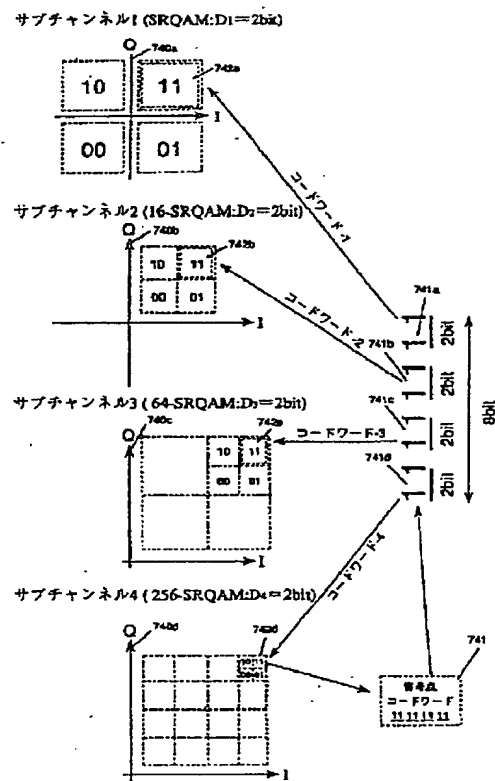 サブチャンネル1 (SRQAM:D1=2bit)
Q
740a
742a
10
11
I
00
01
サブチャンネル2 (16-SRQAM:D2=2bit)
Q
740b
742b
10
11
00
01
I
サブチャンネル3 (64-SRQAM:D3=2bit)
Q
740c
10
11
00
01
I
サブチャンネル4 (256-SRQAM:D4=2bit)
Q
740d
I
コードワード-1
コードワード-2
コードワード-3
コードワード-4
741a
2bit
741b
2bit
741c
2bit
741d
2bit
8bit
741
信号点
コードワード
11 11 11 11